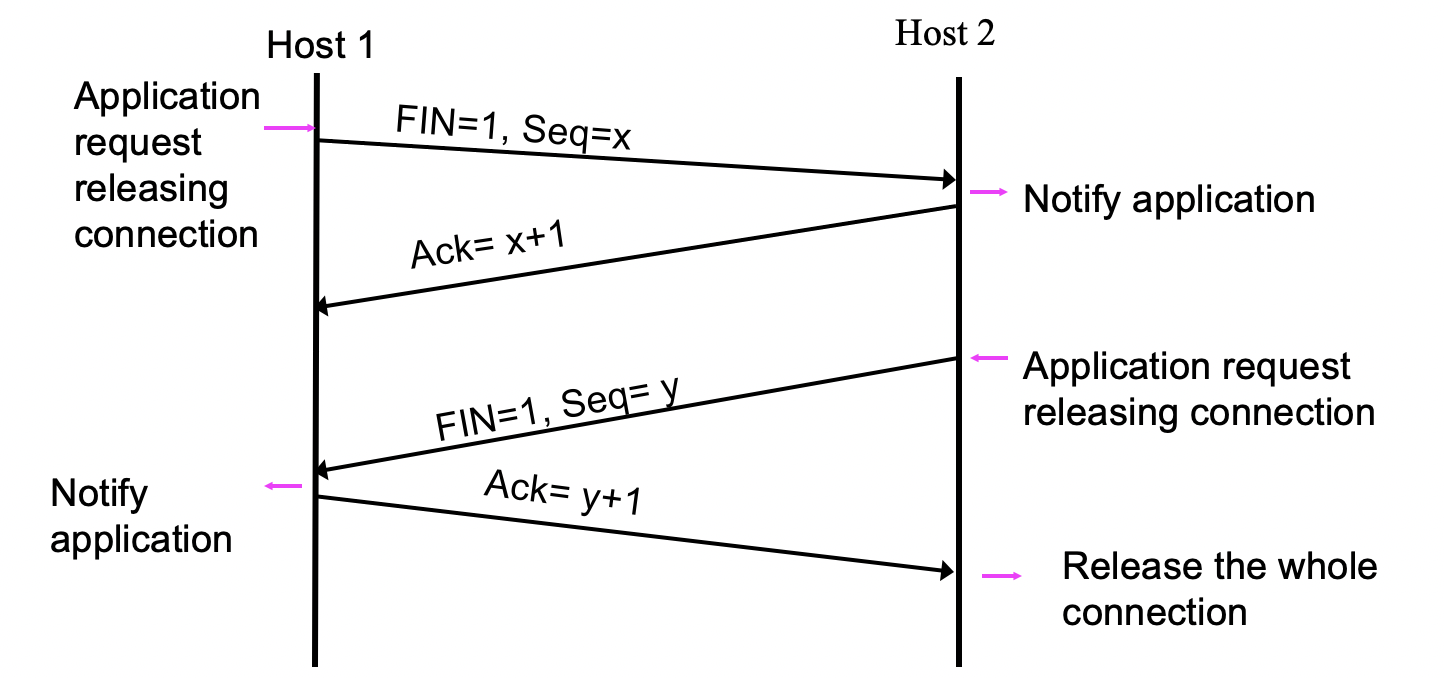 Host 1
Host 2
Application
request
releasing
connection
FIN=1, Seq=x
Notify application
Ack= x+1
Application request
releasing connection
FIN=1, Seq= y
Notify
application
Ack= y+1
Release the whole
connection